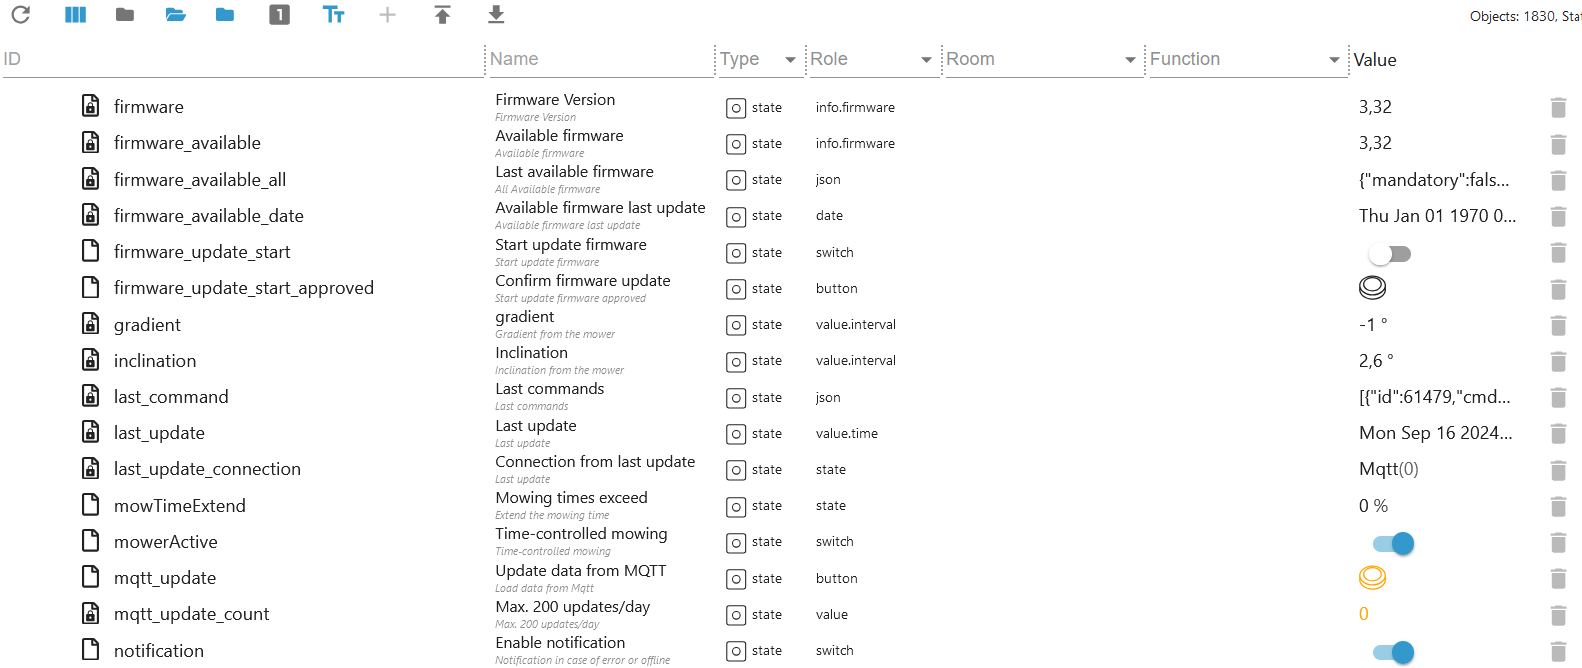 1 Objects: 1830, Sta
ID Name Type Role Room Function Value
firmware Firmware Version state info.firmware 3,32
Firmware Version
firmware_available Available firmware state info.firmware 3,32
Available firmware
firmware_available_all Last available firmware state json {"mandatory":fals...
All Available firmware
firmware_available_date Available firmware last update state date Thu Jan 01 1970 0...
Available firmware last update
firmware_update_start Start update firmware state switch
Start update firmware
firmware_update_start_approved Confirm firmware update state button
Start update firmware approved
gradient gradient state value.interval -1 °
Gradient from the mower
inclination Inclination state value.interval 2,6 °
Inclination from the mower
last_command Last commands state json [{"id":61479,"cmd...
Last commands
last_update Last update state value.time Mon Sep 16 2024...
Last update
last_update_connection Connection from last update state state Mqtt(0)
Last update
mowTimeExtend Mowing times exceed state state 0 %
Extend the mowing time
mowerActive Time-controlled mowing state switch
Time-controlled mowing
mqtt_update Update data from MQTT state button
Load data from Mqtt
mqtt_update_count Max. 200 updates/day state value 0
Max. 200 updates/day
notification Enable notification state switch
Notification in case of error or offline